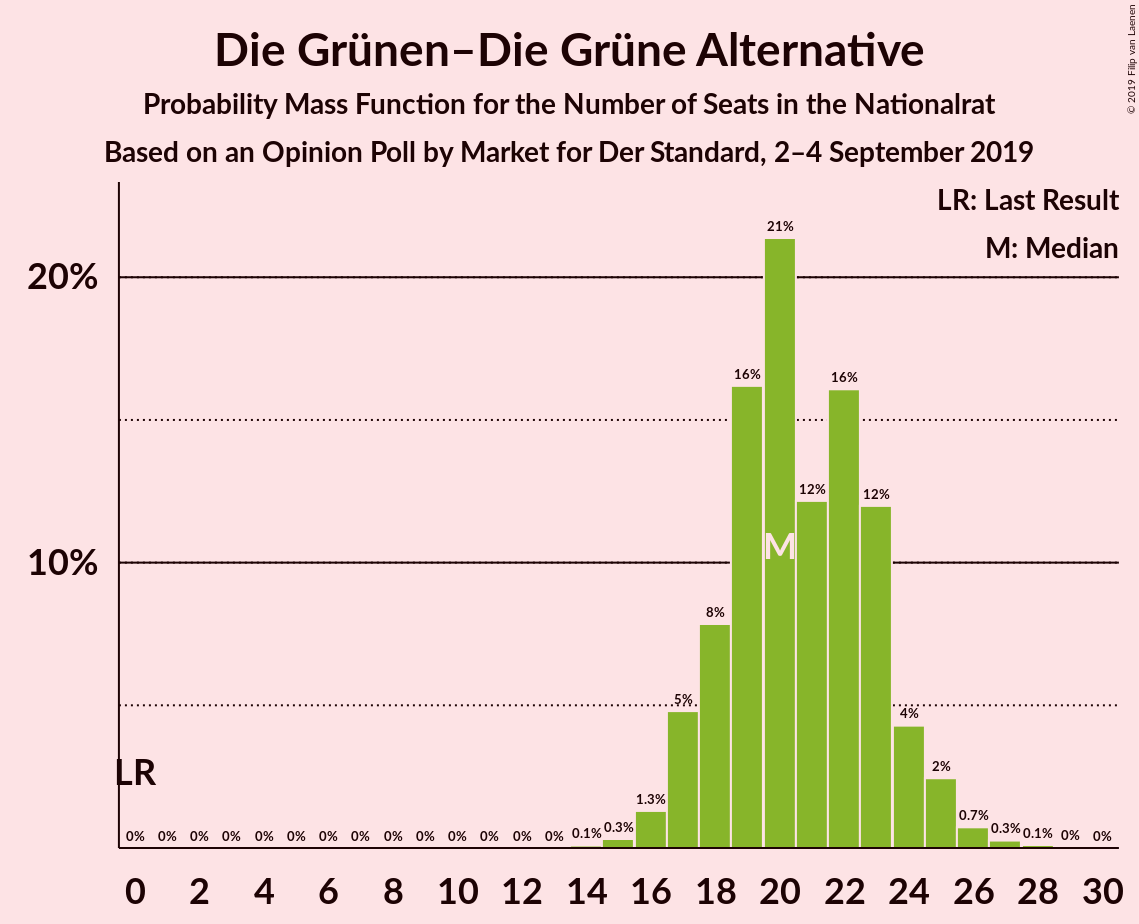 Die Grünen–Die Grüne Alternative
Probability Mass Function for the Number of Seats in the Nationalrat
Based on an Opinion Poll by Market for Der Standard, 2–4 September 2019
© 2019 Filip van Laenen
LR: Last Result
M: Median
21%
20%
16% 16%
12% 12%
M
10%
8%
5%
4%
LR
2%
1.3%
0.7%
0% 0% 0% 0% 0% 0% 0% 0% 0% 0% 0% 0% 0% 0% 0.1% 0.3% 0.3% 0.1% 0% 0%
0 2 4 6 8 10 12 14 16 18 20 22 24 26 28 30